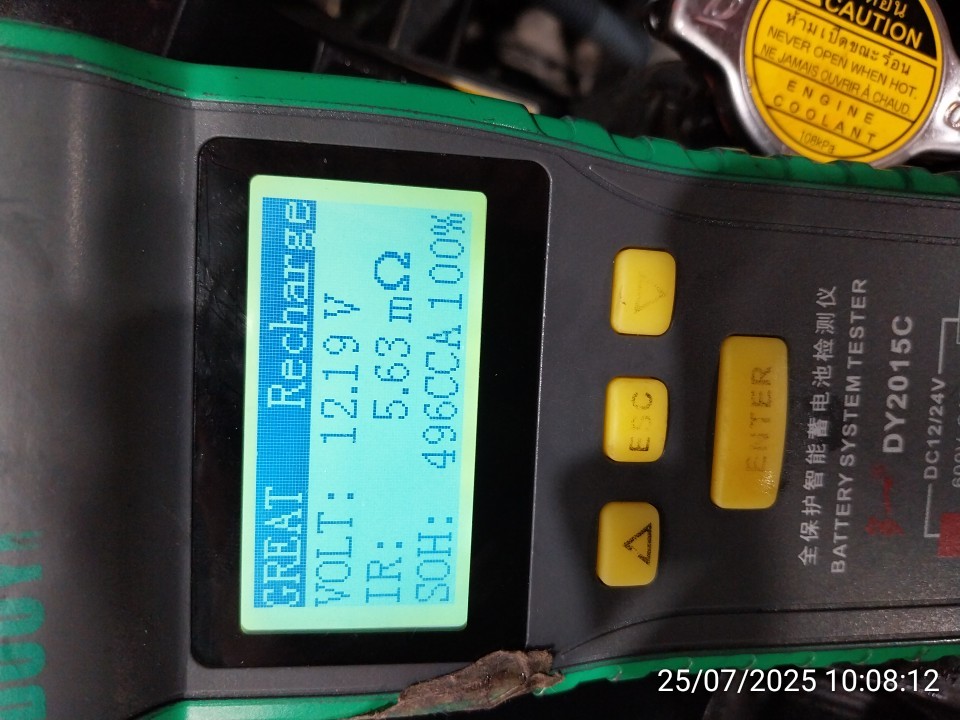 GREAT Recharge
VOLT: 12.19 V
IR: 5.63 mΩ
SOH: 496CCA 100%
ESC
ENTER
全保护智能蓄电池检测仪
BATTERY SYSTEM TESTER
DY2015C
DC12/24V
CAUTION
ห้ามเปิดขณะร้อน
NEVER OPEN WHEN HOT.
NE JAMAIS OUVRIR À CHAUD.
ENGINE
COOLANT
108kPa
25/07/2025 10:08:12